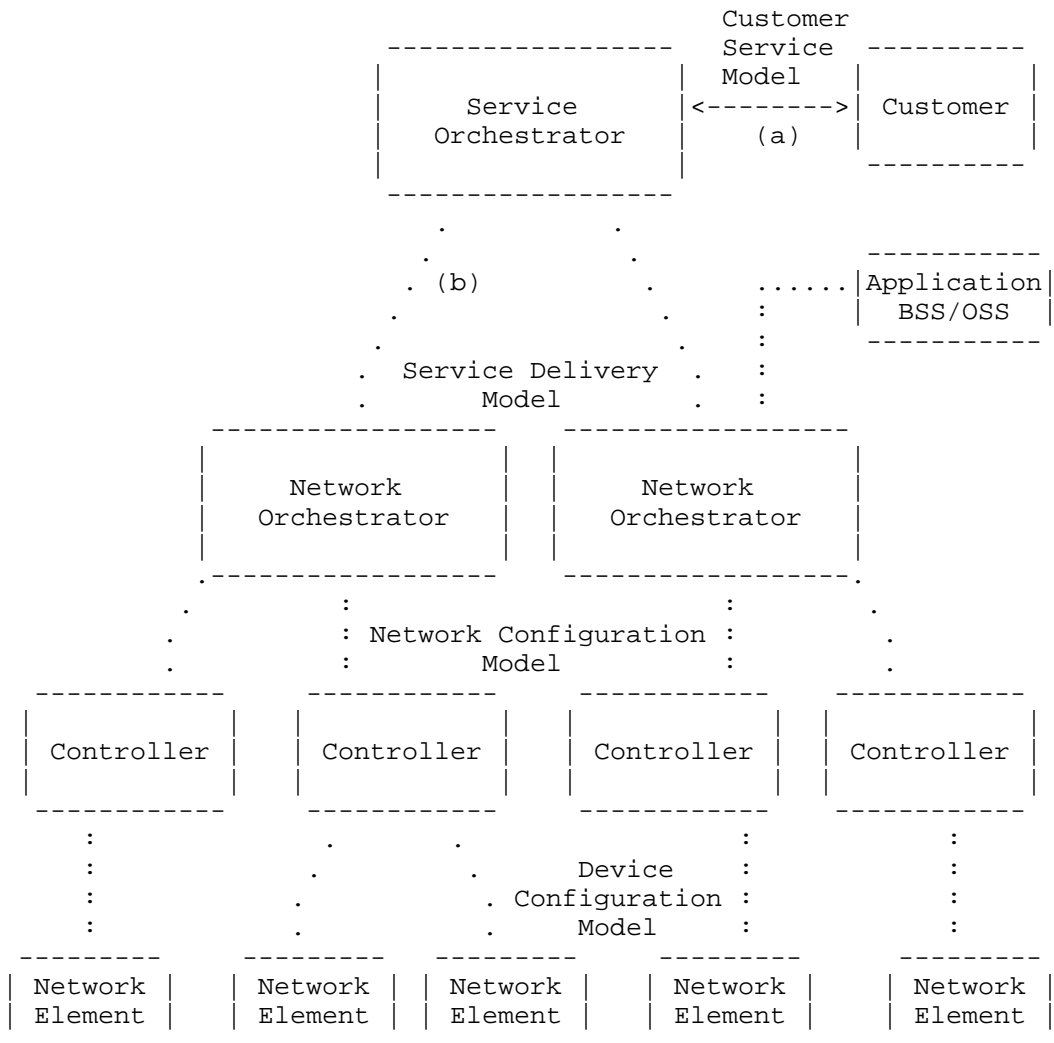 Customer
Service
Model
Service
Orchestrator
(a)
Customer
(b)
Application
BSS/OSS
Service Delivery
Model
Network
Orchestrator
Network
Orchestrator
Network Configuration
Model
Controller
Controller
Controller
Controller
Device
Configuration
Model
Network
Element
Network
Element
Network
Element
Network
Element
Network
Element